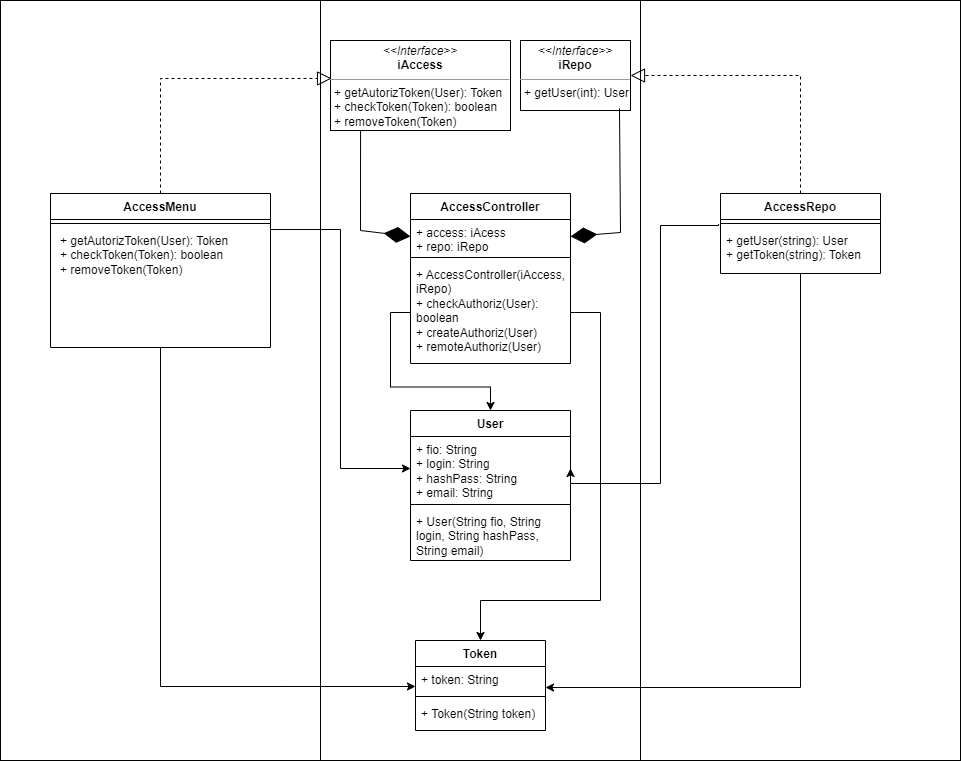 <<Interface>>
iAccess
+ getAutorizToken(User): Token
+ checkToken(Token): boolean
+ removeToken(Token)
<<Interface>>
iRepo
+ getUser(int): User
AccessMenu
+ getAutorizToken(User): Token
+ checkToken(Token): boolean
+ removeToken(Token)
AccessController
+ access: iAcess
+ repo: iRepo
+ AccessController(iAccess,
iRepo)
+ checkAuthoriz(User):
boolean
+ createAuthoriz(User)
+ remoteAuthoriz(User)
AccessRepo
+ getUser(string): User
+ getToken(string): Token
User
+ fio: String
+ login: String
+ hashPass: String
+ email: String
+ User(String fio, String
login, String hashPass,
String email)
Token
+ token: String
+ Token(String token)